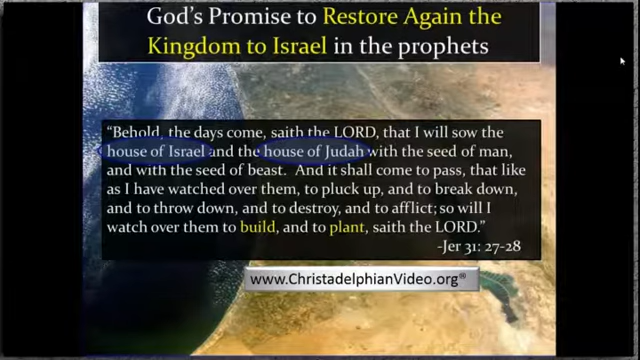 God’s Promise to Restore Again the
Kingdom to Israel in the prophets
“Behold, the days come, saith the LORD, that I will sow the
house of Israel and the house of Judah with the seed of man,
and with the seed of beast.  And it shall come to pass, that like
as I have watched over them, to pluck up, and to break down,
and to throw down, and to destroy, and to afflict; so will I
watch over them to build, and to plant, saith the LORD.”
-Jer 31: 27-28
www.ChristadelphianVideo.org®